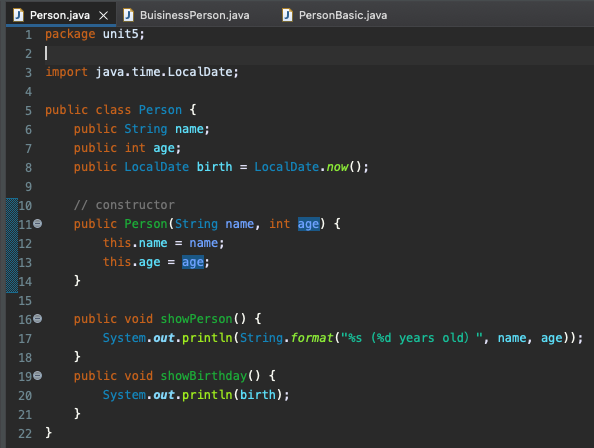 Person.java
BuisinessPerson.java
PersonBasic.java
1 package unit5;
2
3 import java.time.LocalDate;
4
5 public class Person {
6     public String name;
7     public int age;
8     public LocalDate birth = LocalDate.now();
9
10     // constructor
11     public Person(String name, int age) {
12         this.name = name;
13         this.age = age;
14     }
15
16     public void showPerson() {
17         System.out.println(String.format("%s (%d years old）", name, age));
18     }
19     public void showBirthday() {
20         System.out.println(birth);
21     }
22 }